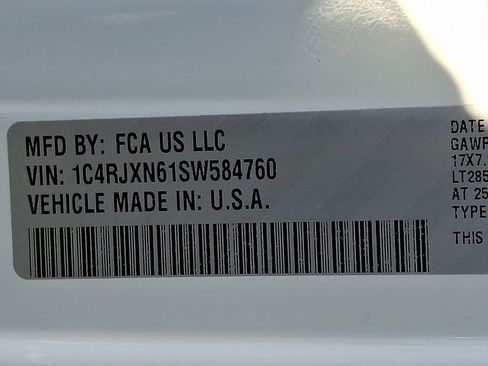 MFD BY: FCA US LLC
VIN: 1C4RJXN61SW584760
VEHICLE MADE IN: U.S.A.
DATE
GAWR
17X7.
LT285
AT 25
TYPE
THIS